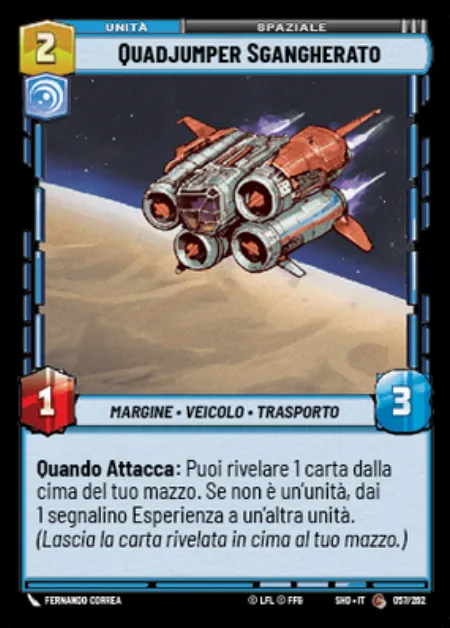 UNITÀ
SPAZIALE
2
QUADJUMPER SGANGHERATO
1
3
MARGINE • VEICOLO • TRASPORTO
Quando Attacca: Puoi rivelare 1 carta dalla
cima del tuo mazzo. Se non è un'unità, dai
1 segnalino Esperienza a un'altra unità.
(Lascia la carta rivelata in cima al tuo mazzo.)
FERNANDO CORREA
© LFL © FFG
SHD • IT
057/262